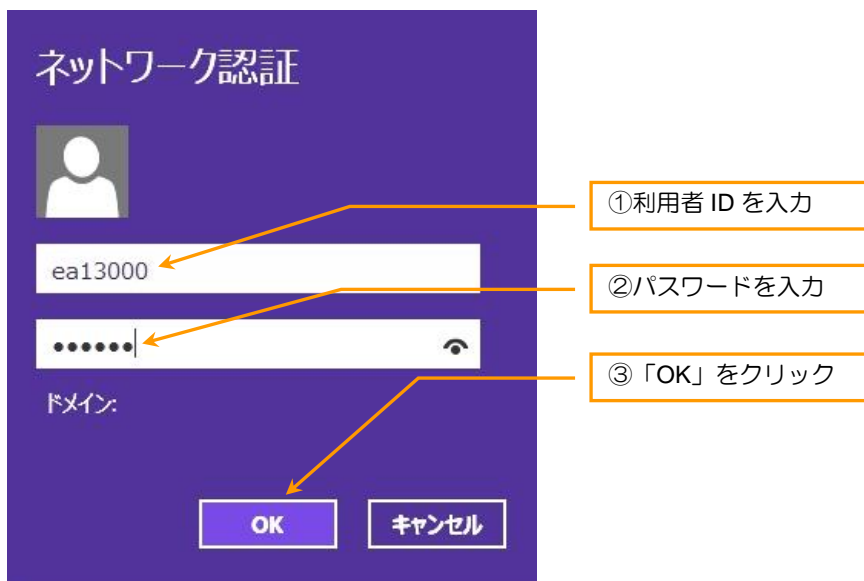 ネットワーク認証
①利用者 ID を入力
ea13000
②パスワードを入力
••••••
③「OK」をクリック
ドメイン:
OK
キャンセル